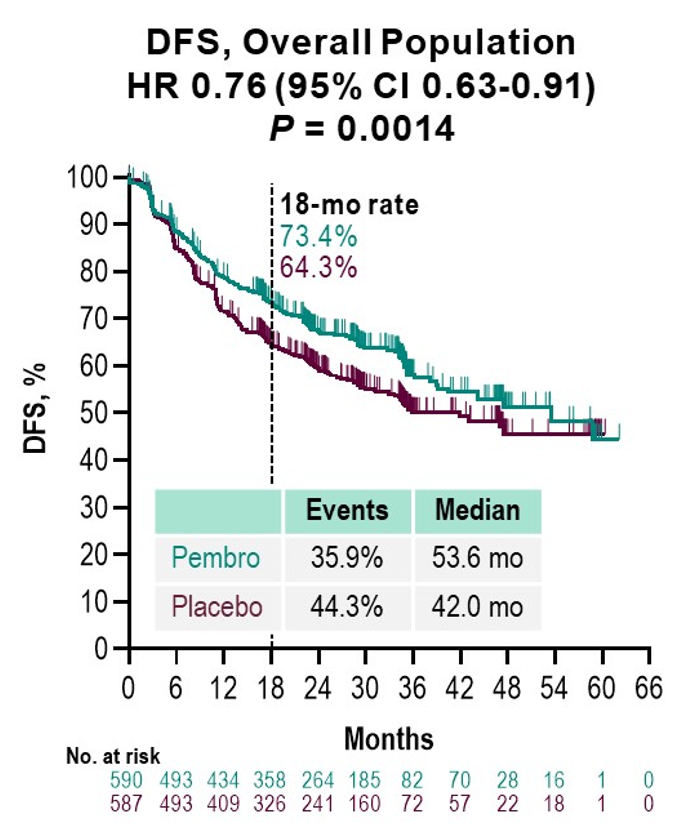 DFS, Overall Population
HR 0.76 (95% CI 0.63-0.91)
P = 0.0014
18-mo rate
73.4%
64.3%
DFS, %
100
90
80
70
60
50
40
30
20
10
0
Events Median
Pembro 35.9% 53.6 mo
Placebo 44.3% 42.0 mo
0 6 12 18 24 30 36 42 48 54 60 66
Months
No. at risk
590 493 434 358 264 185 82 70 28 16 1 0
587 493 409 326 241 160 72 57 22 18 1 0